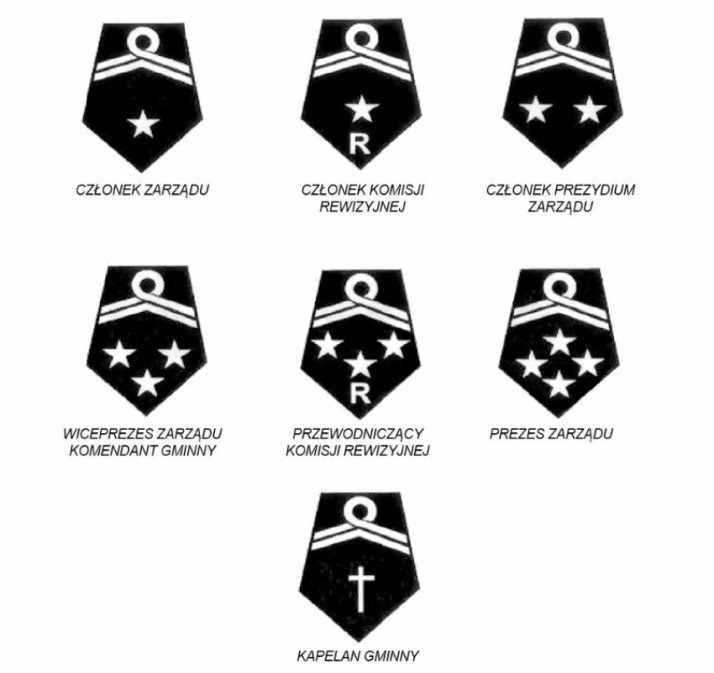 CZŁONEK ZARZĄDU
R
CZŁONEK KOMISJI
REWIZYJNEJ
CZŁONEK PREZYDIUM
ZARZĄDU
WICEPREZES ZARZĄDU
KOMENDANT GMINNY
R
PRZEWODNICZĄCY
KOMISJI REWIZYJNEJ
PREZES ZARZĄDU
KAPELAN GMINNY